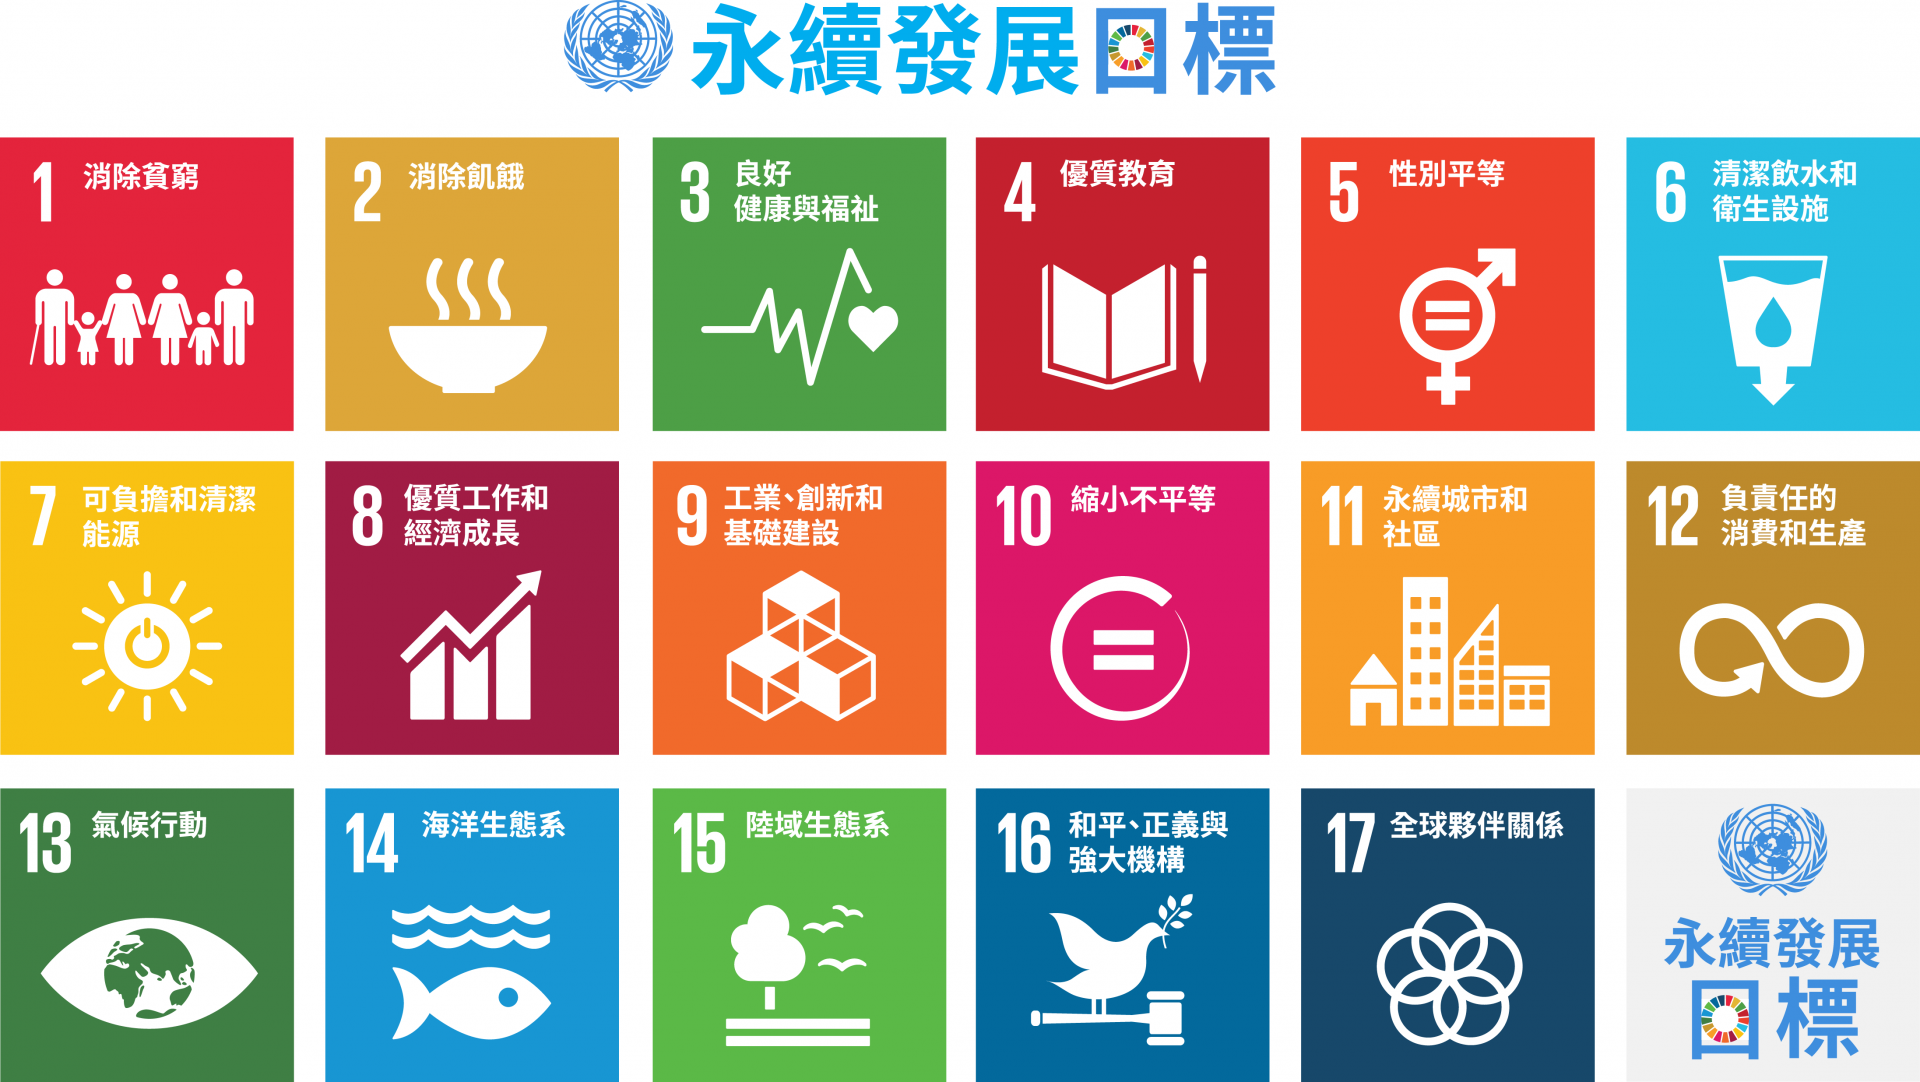 永續發展目標
1 消除貧窮
2 消除飢餓
3 良好
健康與福祉
4 優質教育
5 性別平等
6 清潔飲水和
衛生設施
7 可負擔和清潔
能源
8 優質工作和
經濟成長
9 工業、創新和
基礎建設
10 縮小不平等
11 永續城市和
社區
12 負責任的
消費和生產
13 氣候行動
14 海洋生態系
15 陸域生態系
16 和平、正義與
強大機構
17 全球夥伴關係
永續發展
目標